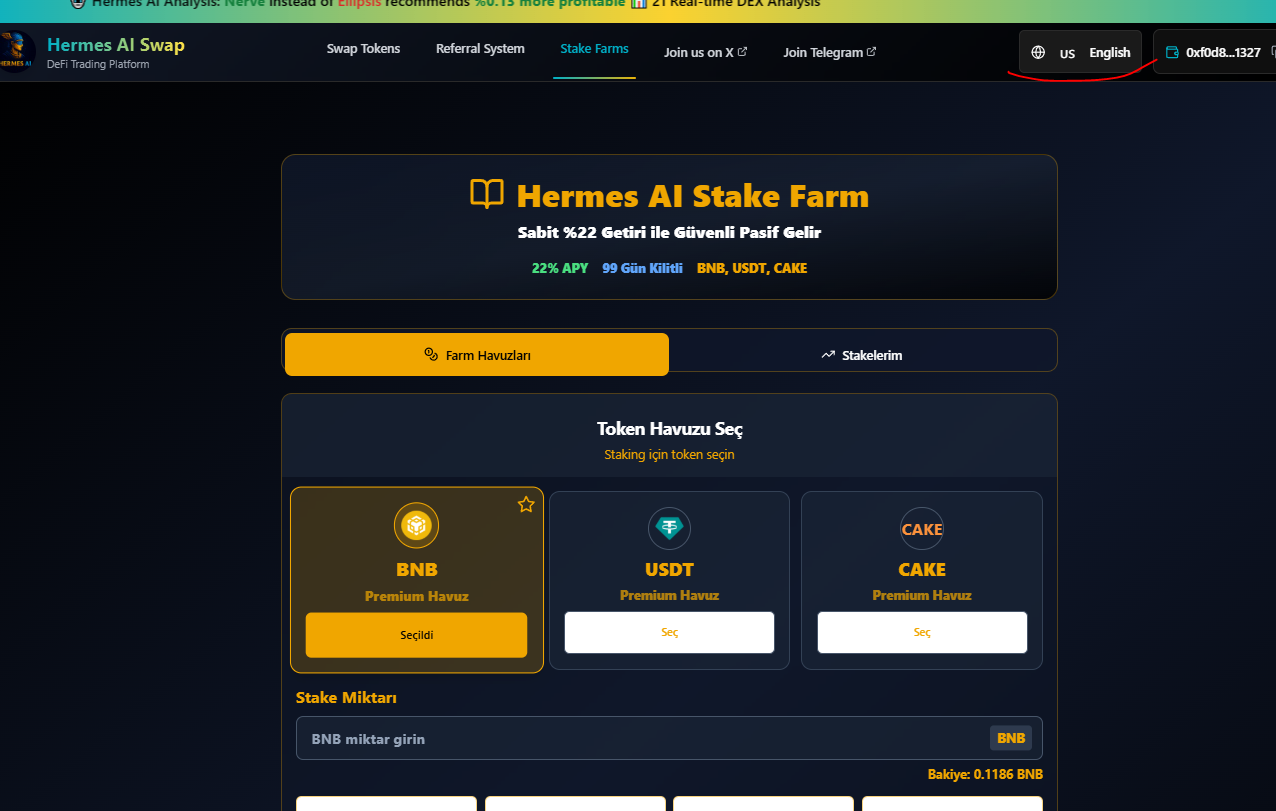 Hermes AI Analysis: Nerve instead of Ellipsis recommends %0.13 more profitable 21 Real-time DEX Analysis
HERMES AI
Hermes AI Swap
DeFi Trading Platform
Swap Tokens
Referral System
Stake Farms
Join us on X
Join Telegram
US
English
0xf0d8...1327
Hermes AI Stake Farm
Sabit %22 Getiri ile Güvenli Pasif Gelir
22% APY 99 Gün Kilitli BNB, USDT, CAKE
Farm Havuzları
Stakelerim
Token Havuzu Seç
Staking için token seçin
BNB
Premium Havuz
Seçildi
USDT
Premium Havuz
Seç
CAKE
CAKE
Premium Havuz
Seç
Stake Miktarı
BNB miktar girin
BNB
Bakiye: 0.1186 BNB